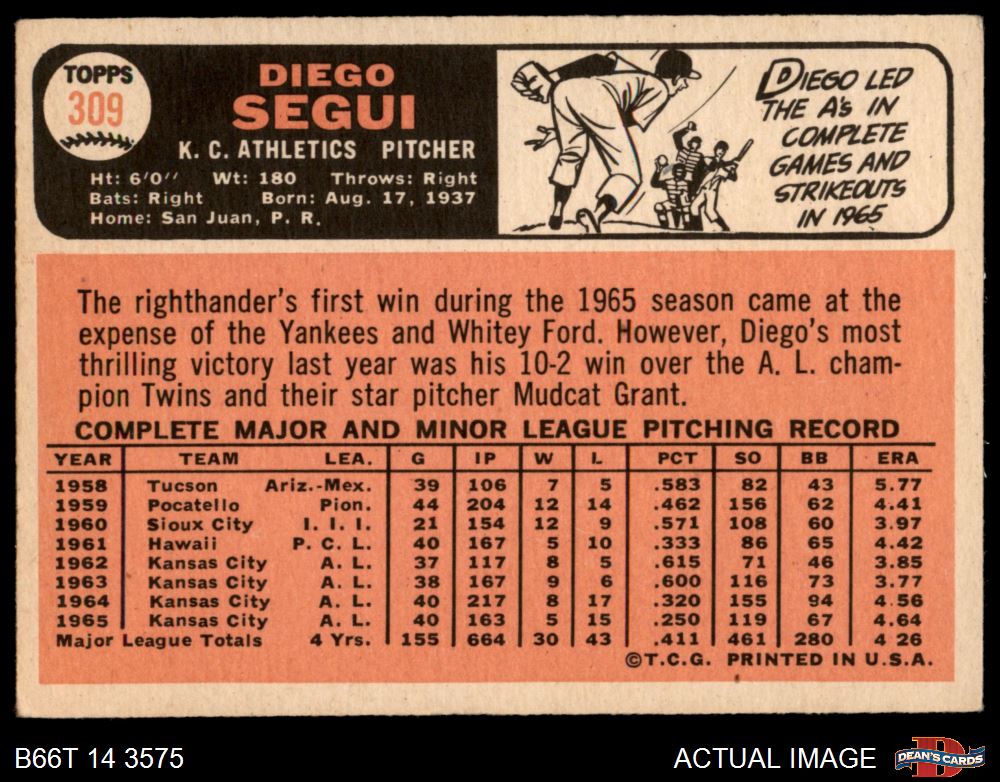 TOPPS
309
DIEGO
SEGUI
K. C. ATHLETICS PITCHER
Ht: 6'0'' Wt: 180 Throws: Right
Bats: Right Born: Aug. 17, 1937
Home: San Juan, P. R.
DIEGO LED
THE A's IN
COMPLETE
GAMES AND
STRIKEOUTS
IN 1965
The righthander's first win during the 1965 season came at the
expense of the Yankees and Whitey Ford. However, Diego's most
thrilling victory last year was his 10-2 win over the A. L. cham-
pion Twins and their star pitcher Mudcat Grant.
COMPLETE MAJOR AND MINOR LEAGUE PITCHING RECORD
YEAR TEAM LEA. G IP W L PCT SO BB ERA
1958 Tucson Ariz.-Mex. 39 106 7 5 .583 82 43 5.77
1959 Pocatello Pion. 44 204 12 14 .462 156 62 4.41
1960 Sioux City I. I. I. 21 154 12 9 .571 108 60 3.97
1961 Hawaii P. C. L. 40 167 5 10 .333 86 65 4.42
1962 Kansas City A. L. 37 117 8 5 .615 71 46 3.85
1963 Kansas City A. L. 38 167 9 6 .600 116 73 3.77
1964 Kansas City A. L. 40 217 8 17 .320 155 94 4.56
1965 Kansas City A. L. 40 163 5 15 .250 119 67 4.64
Major League Totals 4 Yrs. 155 664 30 43 .411 461 280 4 26
©T.C.G. PRINTED IN U.S.A.
B66T 14 3575
ACTUAL IMAGE
D
DEAN'S CARDS